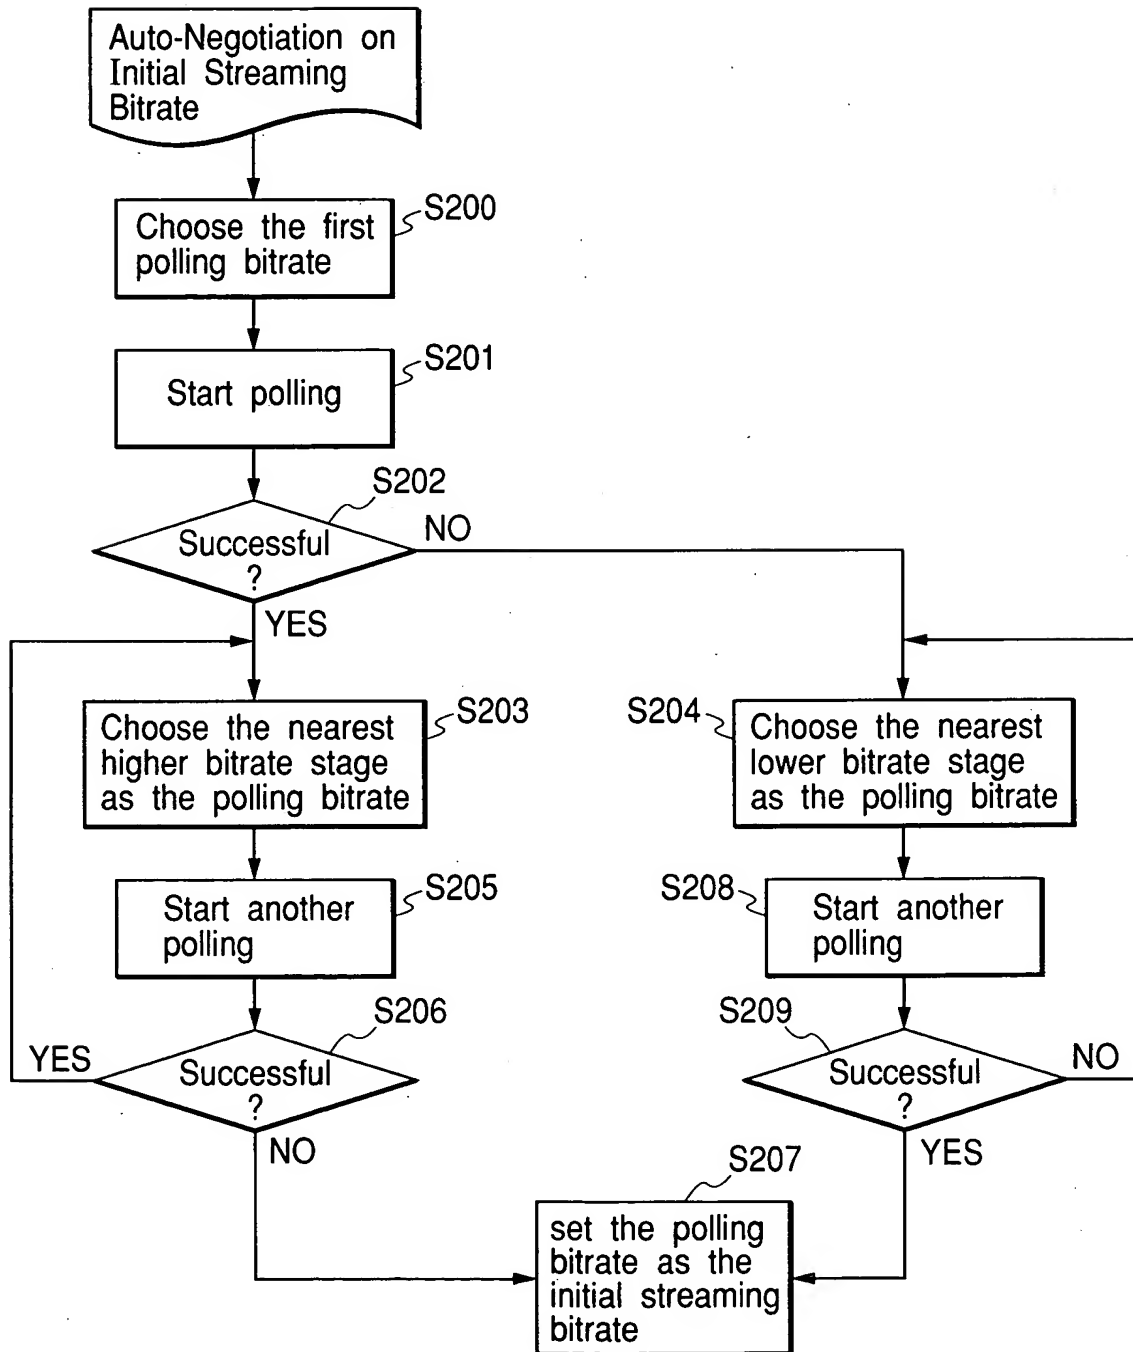 Auto-Negotiation on
Initial Streaming
Bitrate
S200
Choose the first
polling bitrate
S201
Start polling
S202
Successful
?
NO
YES
S203
Choose the nearest
higher bitrate stage
as the polling bitrate
S204
Choose the nearest
lower bitrate stage
as the polling bitrate
S205
Start another
polling
S208
Start another
polling
S206
Successful
?
YES
NO
S209
Successful
?
NO
YES
S207
set the polling
bitrate as the
initial streaming
bitrate